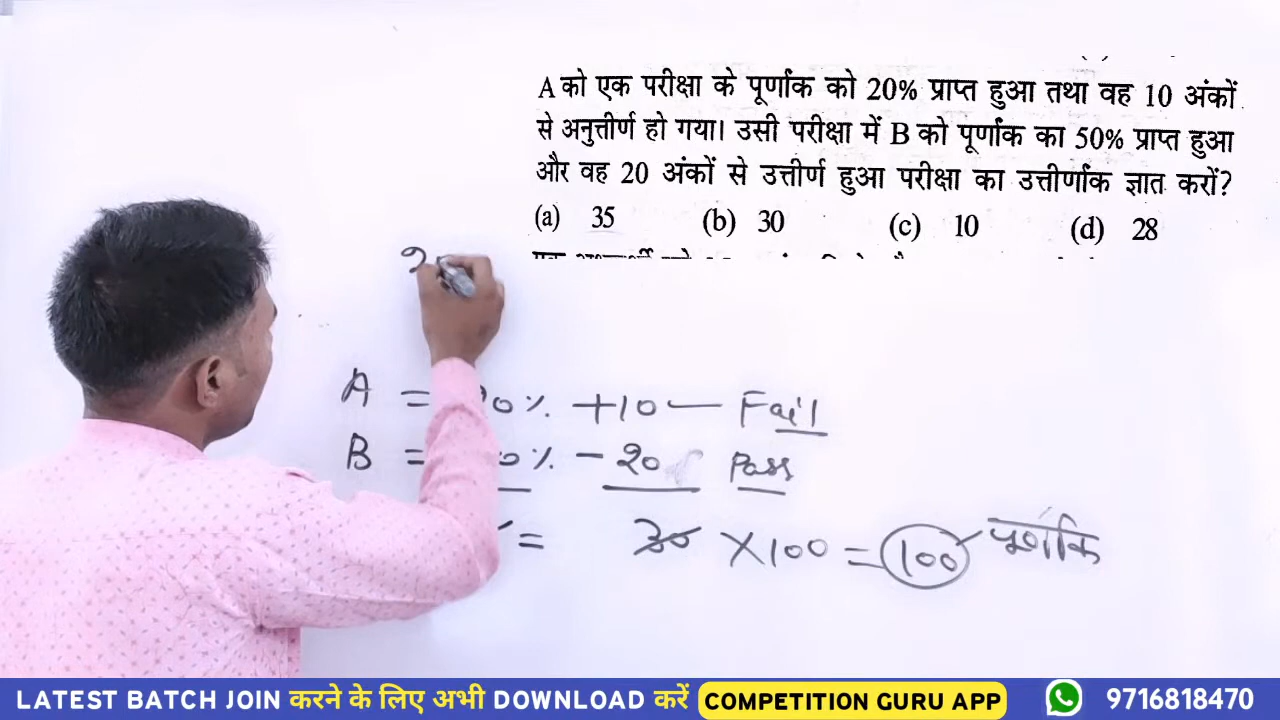 A को एक परीक्षा के पूर्णांक को 20% प्राप्त हुआ तथा वह 10 अंकों
से अनुत्तीर्ण हो गया। उसी परीक्षा में B को पूर्णांक का 50% प्राप्त हुआ
और वह 20 अंकों से उत्तीर्ण हुआ परीक्षा का उत्तीर्णांक ज्ञात करों?
(a) 35 (b) 30 (c) 10 (d) 28
A = 0% +10 — Fail
B = 0% - 20 Pass
= 30 ×100 = 100 पूर्णांक
LATEST BATCH JOIN करने के लिए अभी DOWNLOAD करें COMPETITION GURU APP 9716818470